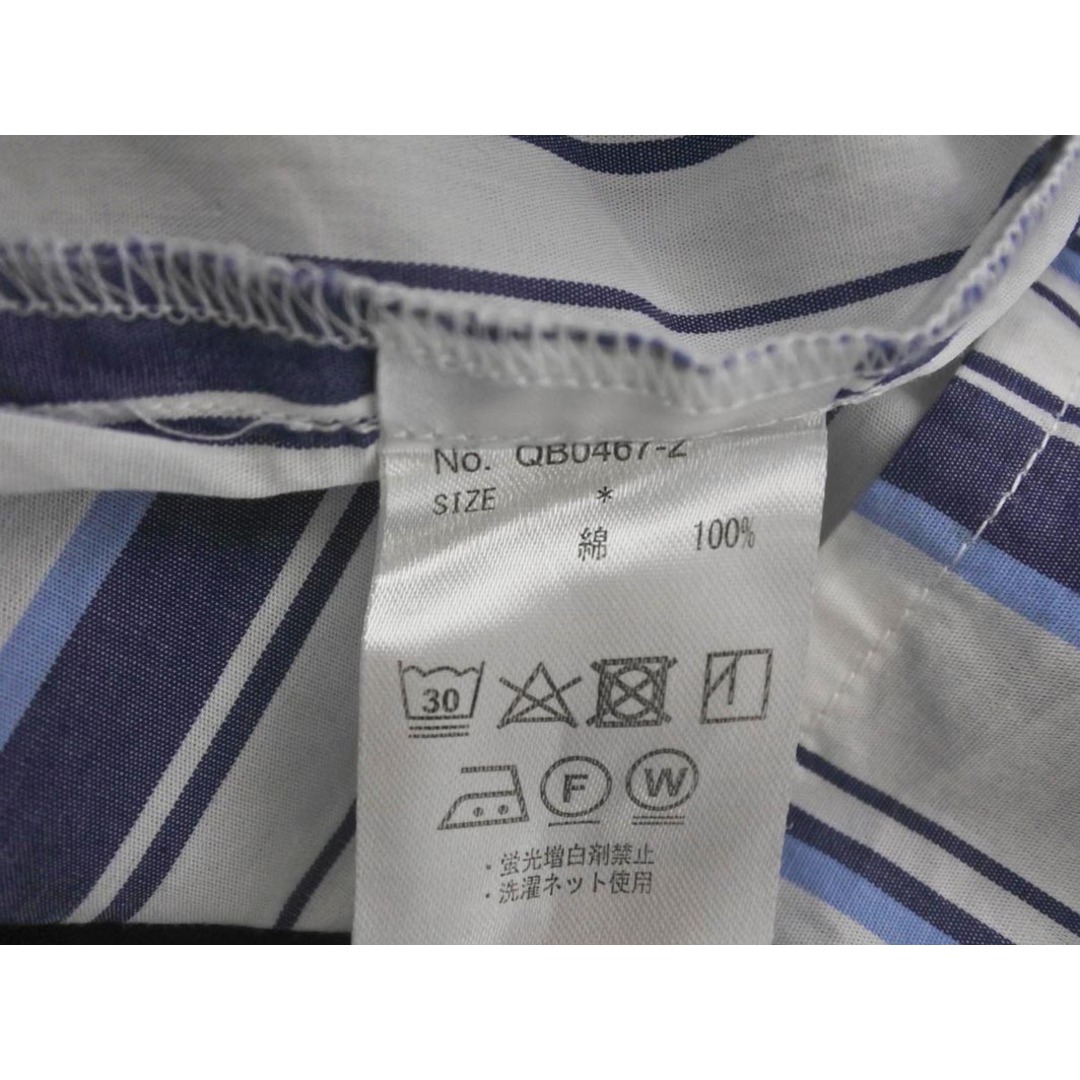 No. QB0467-2
SIZE *
綿 100%
30
F W
・蛍光増白剤禁止
・洗濯ネット使用